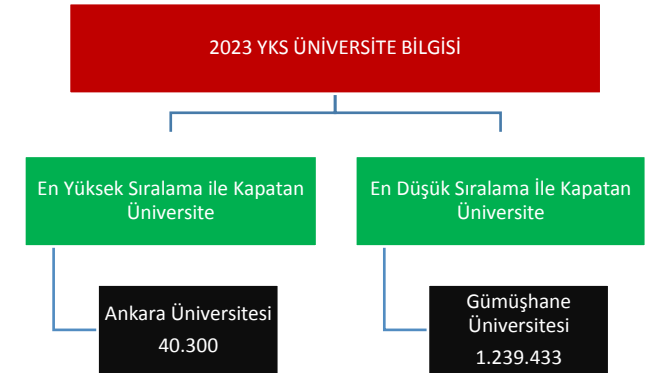 2023 YKS ÜNİVERSİTE BİLGİSİ
En Yüksek Sıralama ile Kapatan
Üniversite
En Düşük Sıralama İle Kapatan
Üniversite
Ankara Üniversitesi
40.300
Gümüşhane
Üniversitesi
1.239.433